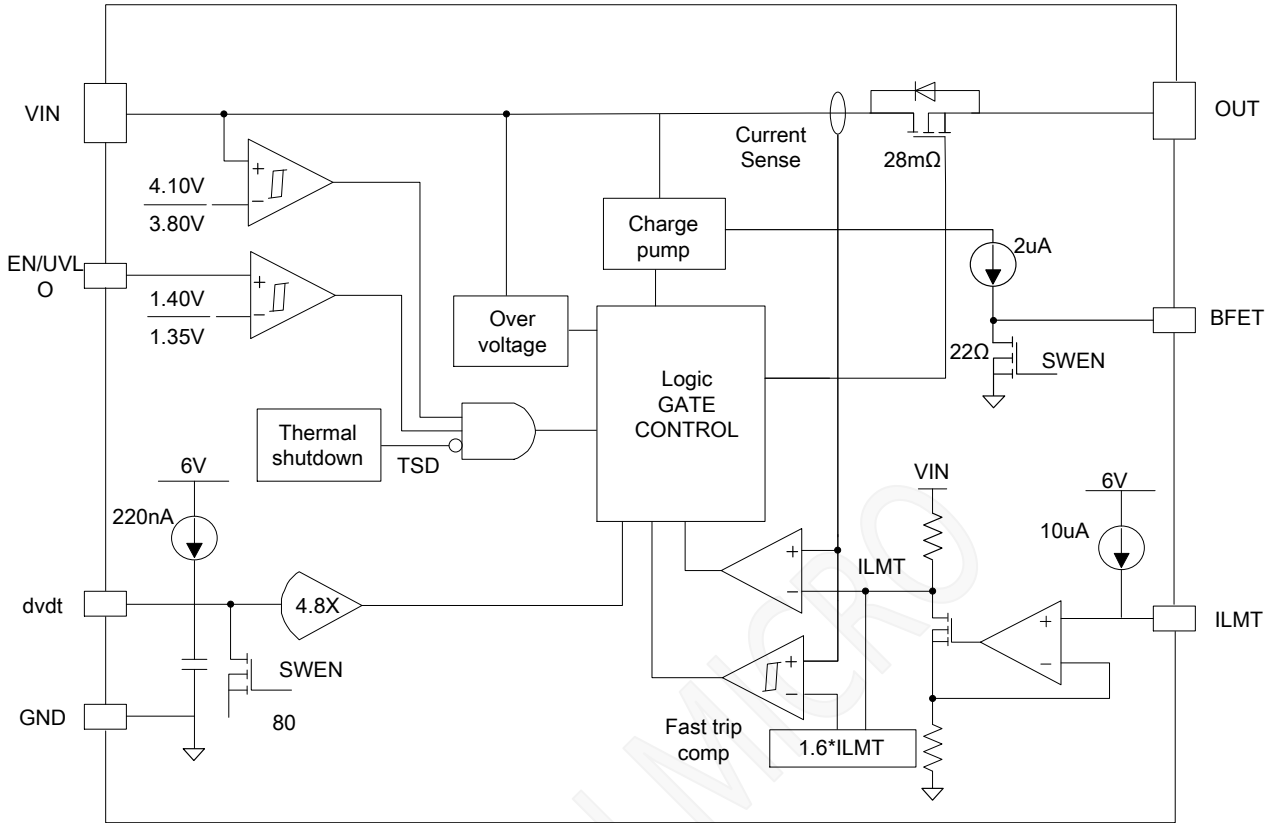 VIN
OUT
Current
Sense
28mΩ
4.10V
3.80V
Charge
pump
2uA
EN/UVL
O
1.40V
1.35V
Over
voltage
BFET
22Ω
SWEN
Logic
GATE
CONTROL
Thermal
shutdown
TSD
6V
220nA
VIN
6V
10uA
ILMT
dvdt
4.8X
ILMT
SWEN
GND
80
Fast trip
comp
1.6*ILMT
MICRO